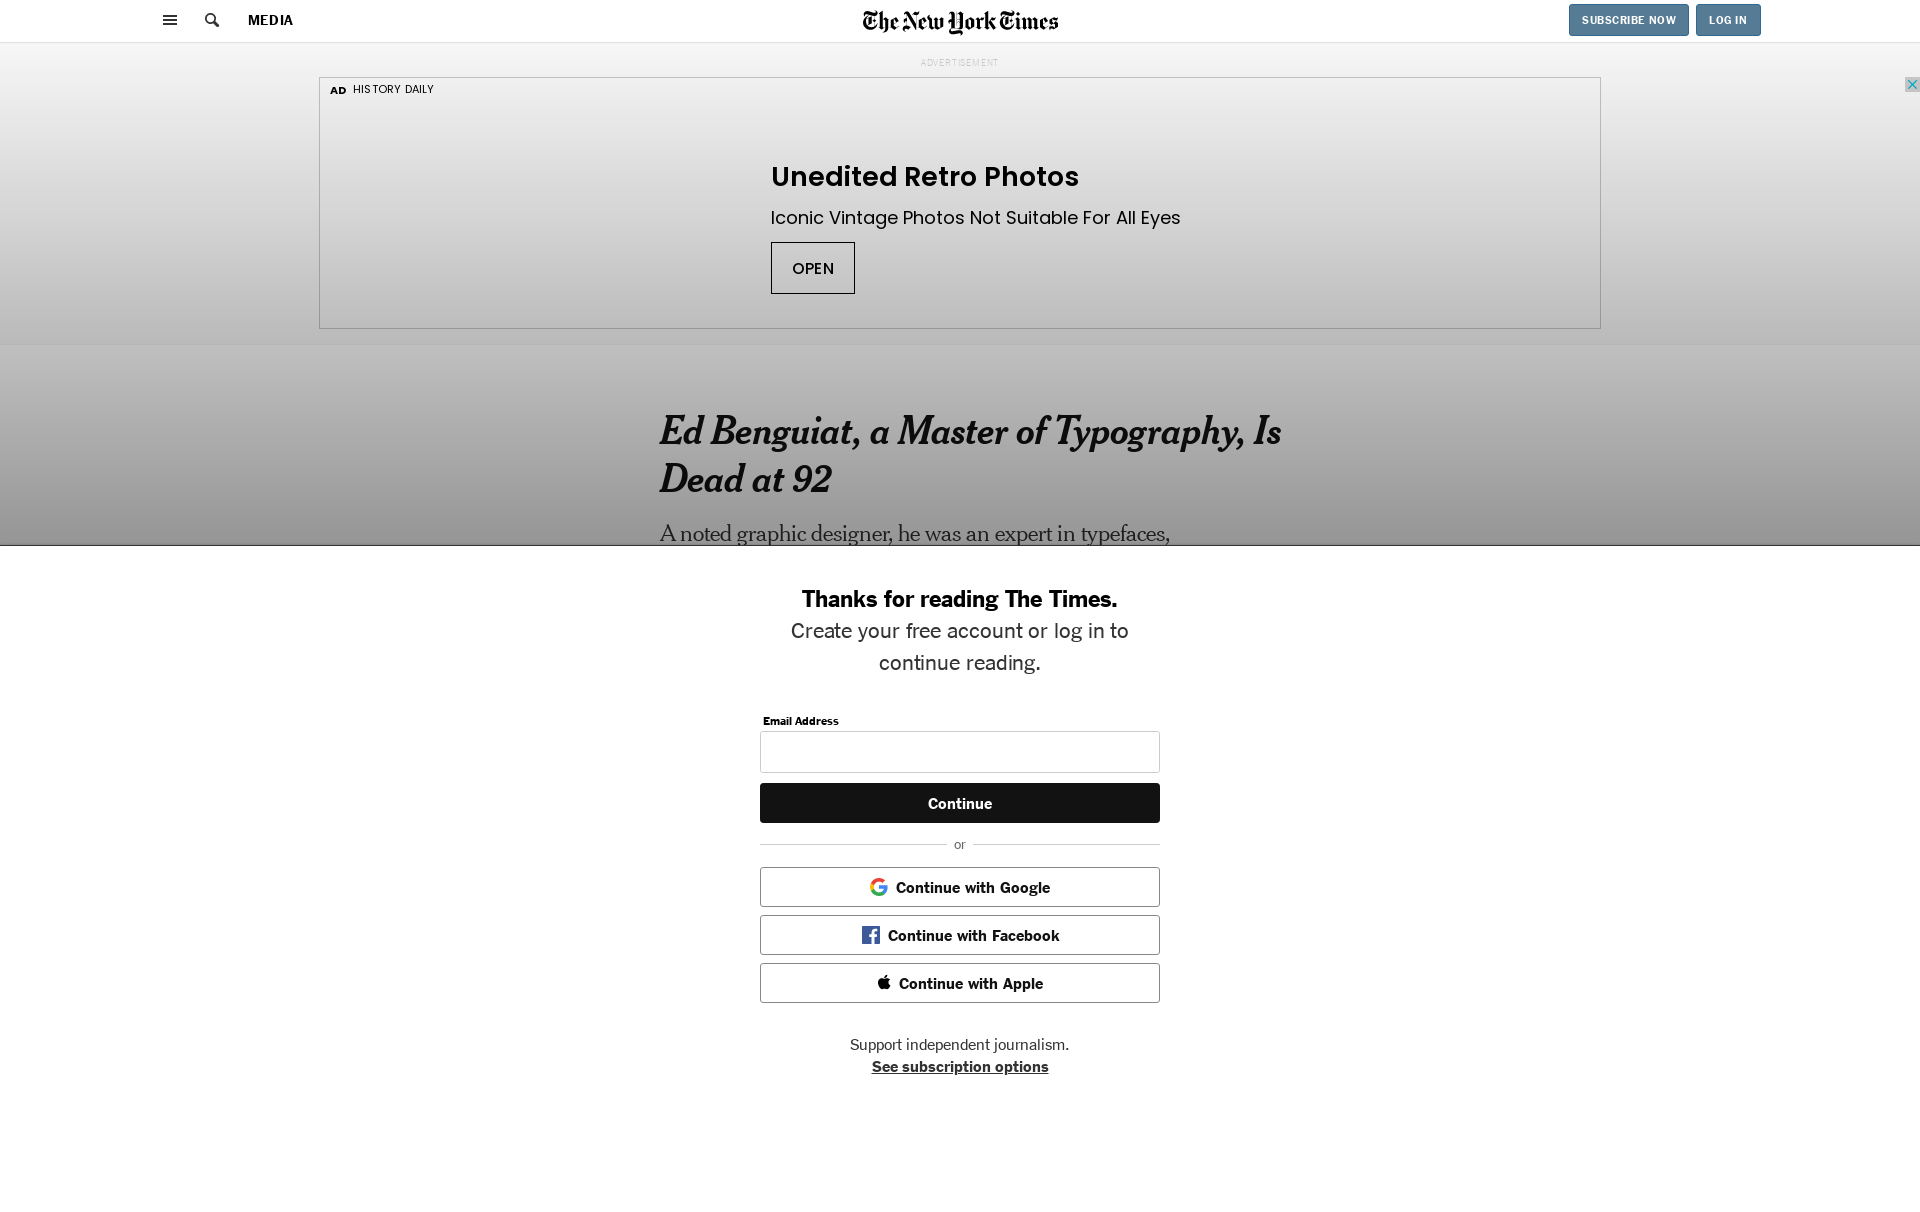 MEDIA
The New York Times
SUBSCRIBE NOW
LOG IN
ADVERTISEMENT
AD HISTORY DAILY
Unedited Retro Photos
Iconic Vintage Photos Not Suitable For All Eyes
OPEN
Ed Benguiat, a Master of Typography, Is
Dead at 92
A noted graphic designer, he was an expert in typefaces,
Thanks for reading The Times.
Create your free account or log in to
continue reading.
Email Address
Continue
or
Continue with Google
Continue with Facebook
Continue with Apple
Support independent journalism.
See subscription options